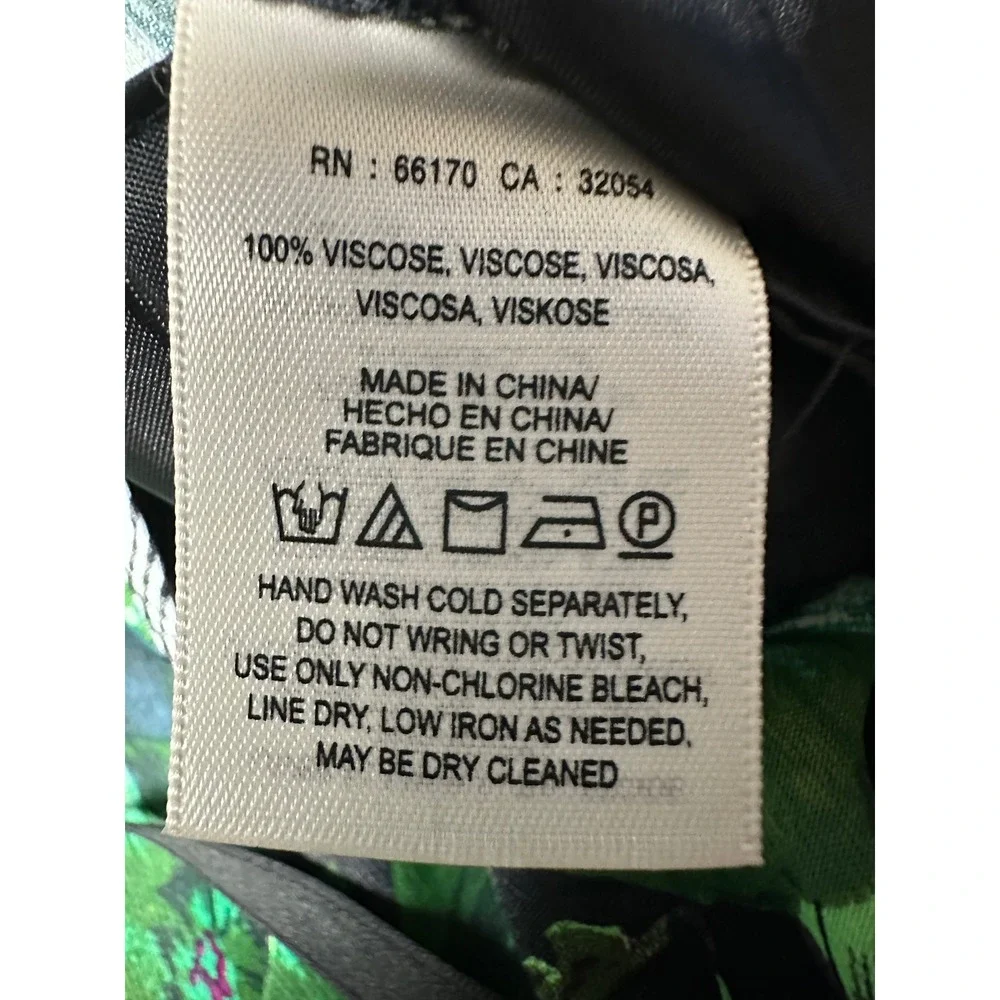 RN : 66170 CA : 32054
100% VISCOSE, VISCOSE, VISCOSA,
VISCOSA, VISKOSE
MADE IN CHINA/
HECHO EN CHINA/
FABRIQUE EN CHINE
P
HAND WASH COLD SEPARATELY,
DO NOT WRING OR TWIST,
USE ONLY NON-CHLORINE BLEACH,
LINE DRY, LOW IRON AS NEEDED,
MAY BE DRY CLEANED